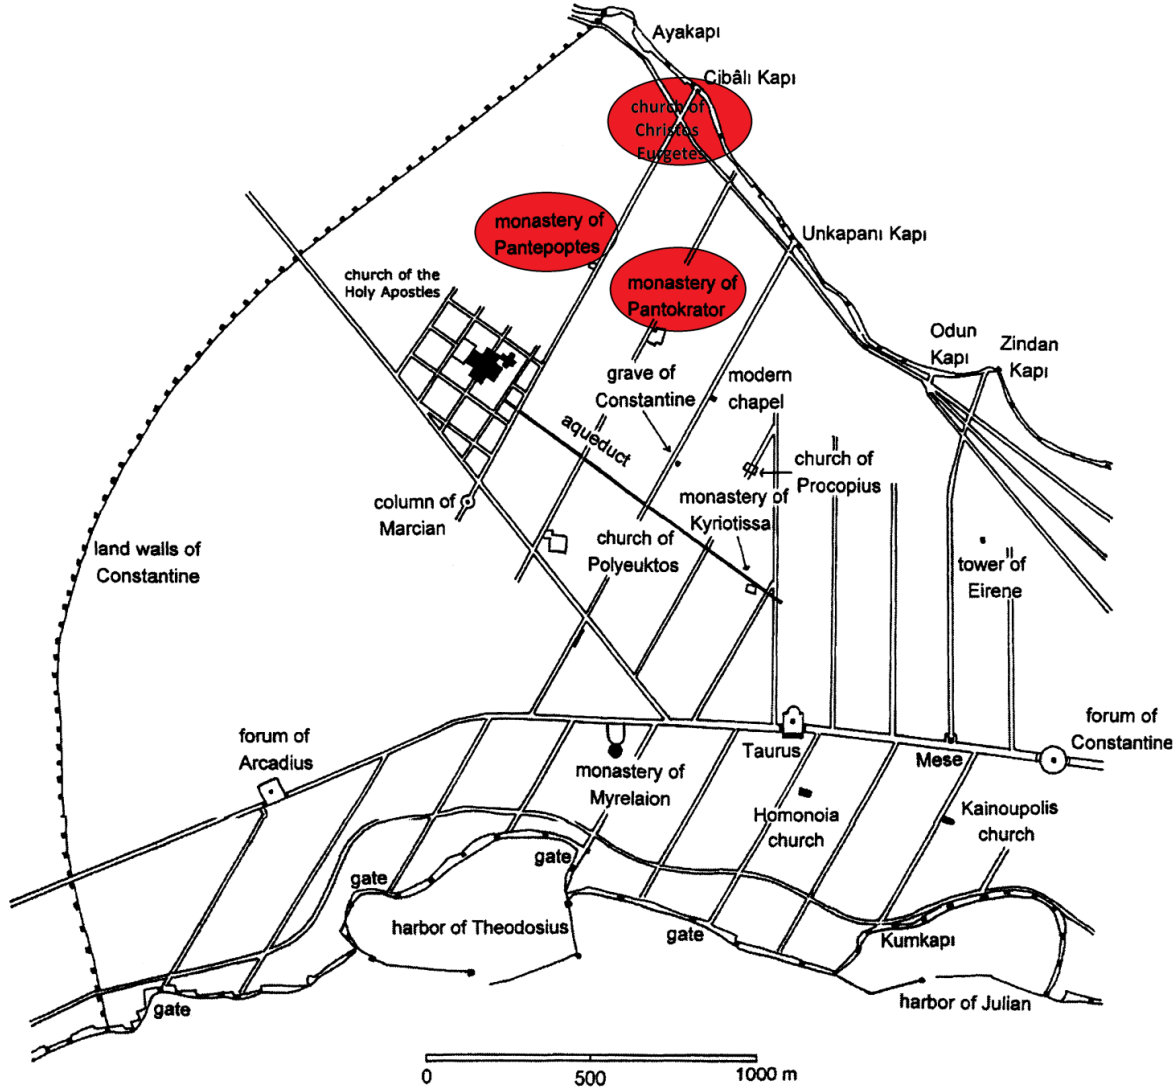 Ayakapı
Cibâlı Kapı
church of
Christos
Eurgetes
monastery of
Pantepoptes
Unkapanı Kapı
church of the
Holy Apostles
monastery of
Pantokrator
Odun
Kapı
Zindan
Kapı
grave of
Constantine
modern
chapel
aqueduct
church of
Procopius
column of
Marcian
monastery of
Kyriotissa
land walls of
Constantine
church of
Polyeuktos
tower of
Eirene
forum of
Arcadius
forum of
Constantine
Taurus
Mese
monastery of
Myrelaion
Homonoia
church
Kainoupolis
church
gate
gate
harbor of Theodosius
gate
Kumkapı
gate
harbor of Julian
0
500
1000 m